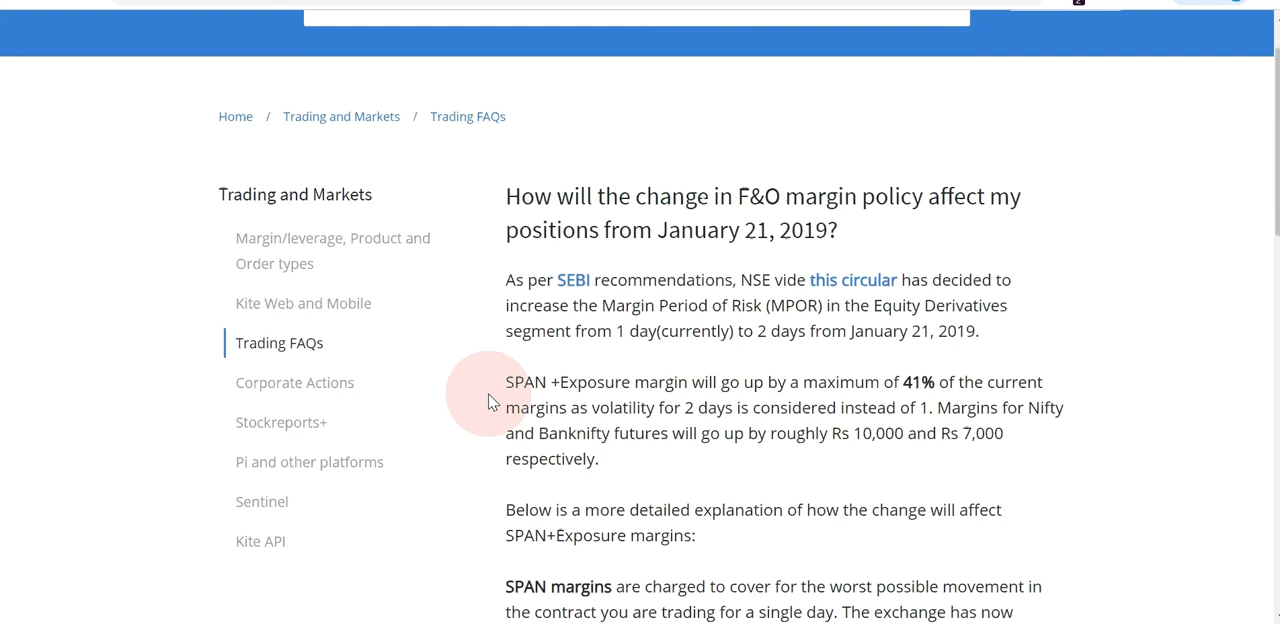 Home / Trading and Markets / Trading FAQs
Trading and Markets
Margin/leverage, Product and
Order types
Kite Web and Mobile
Trading FAQs
Corporate Actions
Stockreports+
Pi and other platforms
Sentinel
Kite API
How will the change in F&O margin policy affect my
positions from January 21, 2019?
As per SEBI recommendations, NSE vide this circular has decided to
increase the Margin Period of Risk (MPOR) in the Equity Derivatives
segment from 1 day(currently) to 2 days from January 21, 2019.
SPAN +Exposure margin will go up by a maximum of 41% of the current
margins as volatility for 2 days is considered instead of 1. Margins for Nifty
and Banknifty futures will go up by roughly Rs 10,000 and Rs 7,000
respectively.
Below is a more detailed explanation of how the change will affect
SPAN+Exposure margins:
SPAN margins are charged to cover for the worst possible movement in
the contract you are trading for a single day. The exchange has now